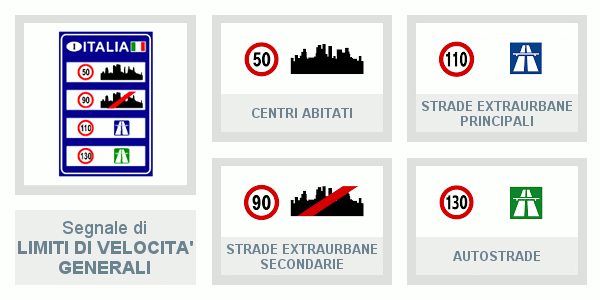 ITALIA
50
90
110
130
Segnale di
LIMITI DI VELOCITA'
GENERALI
50
CENTRI ABITATI
110
STRADE EXTRAURBANE
PRINCIPALI
90
STRADE EXTRAURBANE
SECONDARIE
130
AUTOSTRADE